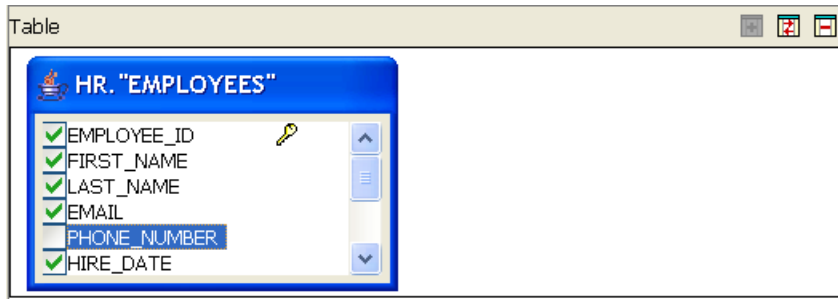 Table
HR."EMPLOYEES"
EMPLOYEE_ID
FIRST_NAME
LAST_NAME
EMAIL
PHONE_NUMBER
HIRE_DATE